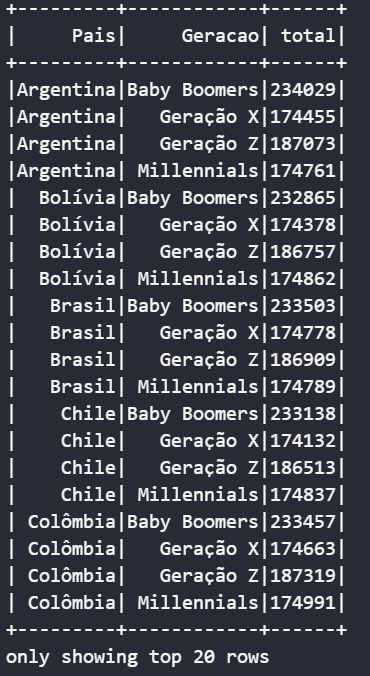 +---------+------------+------+
|     Pais|     Geracao| total|
+---------+------------+------+
|Argentina|Baby Boomers|234029|
|Argentina|   Geração X|174455|
|Argentina|   Geração Z|187073|
|Argentina| Millennials|174761|
|  Bolívia|Baby Boomers|232865|
|  Bolívia|   Geração X|174378|
|  Bolívia|   Geração Z|186757|
|  Bolívia| Millennials|174862|
|   Brasil|Baby Boomers|233503|
|   Brasil|   Geração X|174778|
|   Brasil|   Geração Z|186909|
|   Brasil| Millennials|174789|
|    Chile|Baby Boomers|233138|
|    Chile|   Geração X|174132|
|    Chile|   Geração Z|186513|
|    Chile| Millennials|174837|
| Colômbia|Baby Boomers|233457|
| Colômbia|   Geração X|174663|
| Colômbia|   Geração Z|187319|
| Colômbia| Millennials|174991|
+---------+------------+------+
only showing top 20 rows